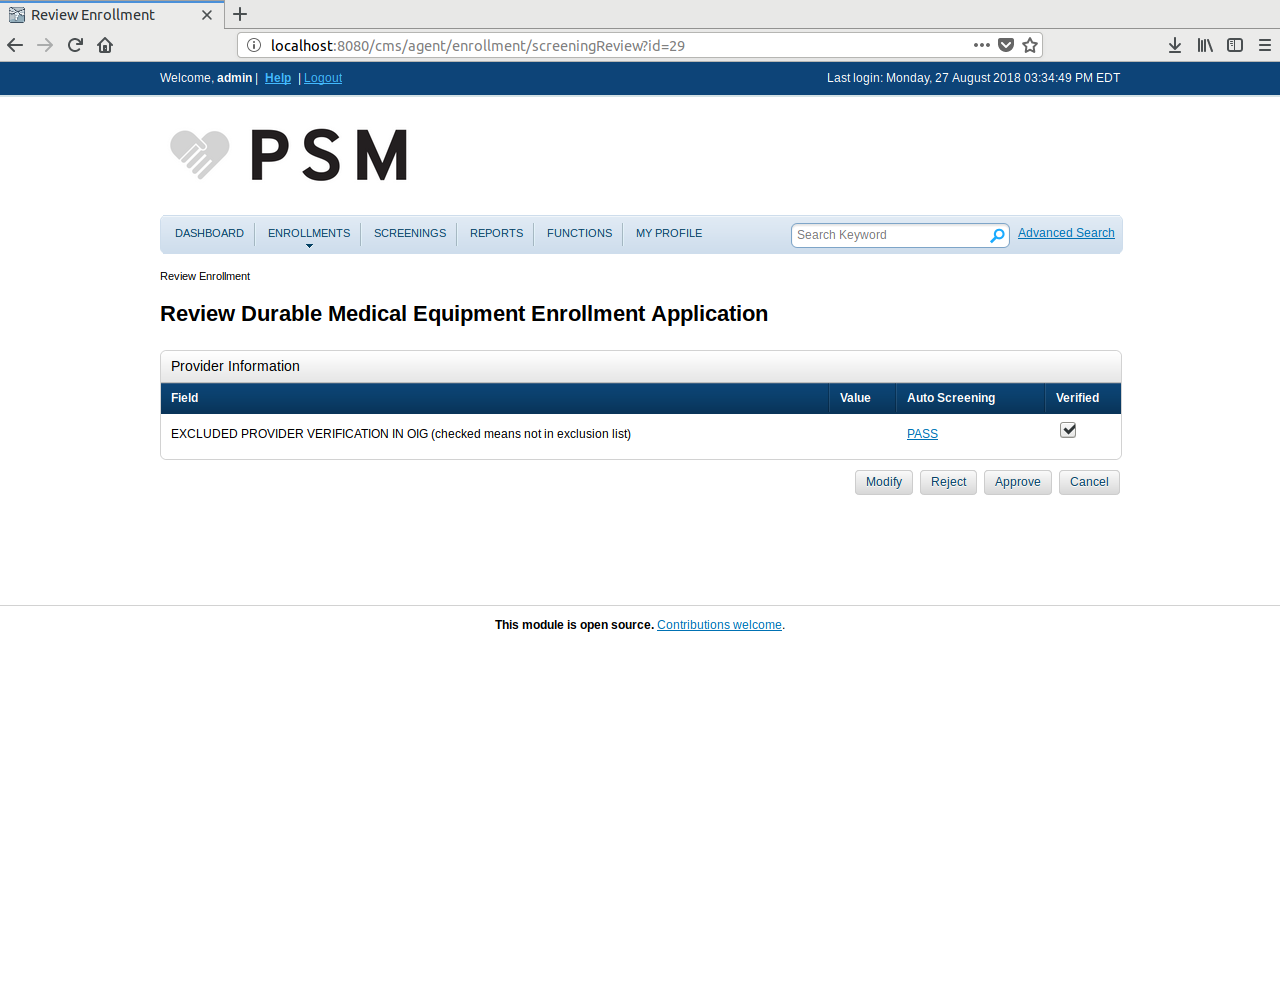 Review Enrollment
localhost:8080/cms/agent/enrollment/screeningReview?id=29
Welcome, admin | Help | Logout
Last login: Monday, 27 August 2018 03:34:49 PM EDT
PSM
DASHBOARD ENROLLMENTS SCREENINGS REPORTS FUNCTIONS MY PROFILE Search Keyword Advanced Search
Review Enrollment
Review Durable Medical Equipment Enrollment Application
Provider Information
Field Value Auto Screening Verified
EXCLUDED PROVIDER VERIFICATION IN OIG (checked means not in exclusion list) PASS
Modify Reject Approve Cancel
This module is open source. Contributions welcome.